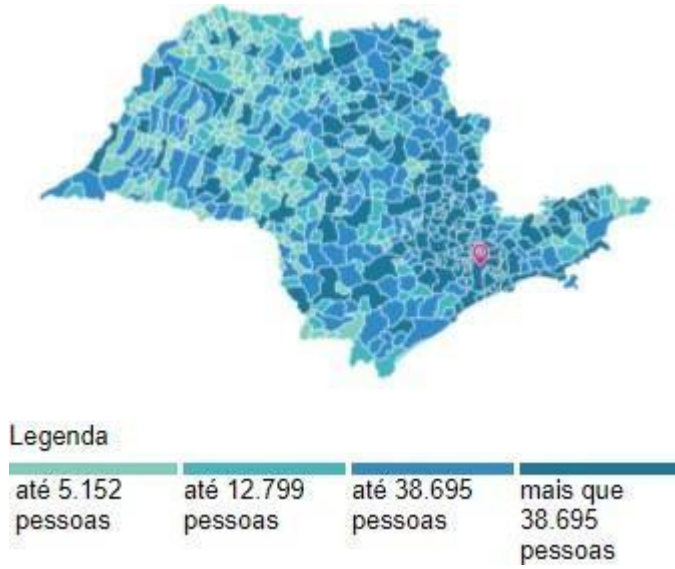 Legenda
até 5.152
pessoas
até 12.799
pessoas
até 38.695
pessoas
mais que
38.695
pessoas